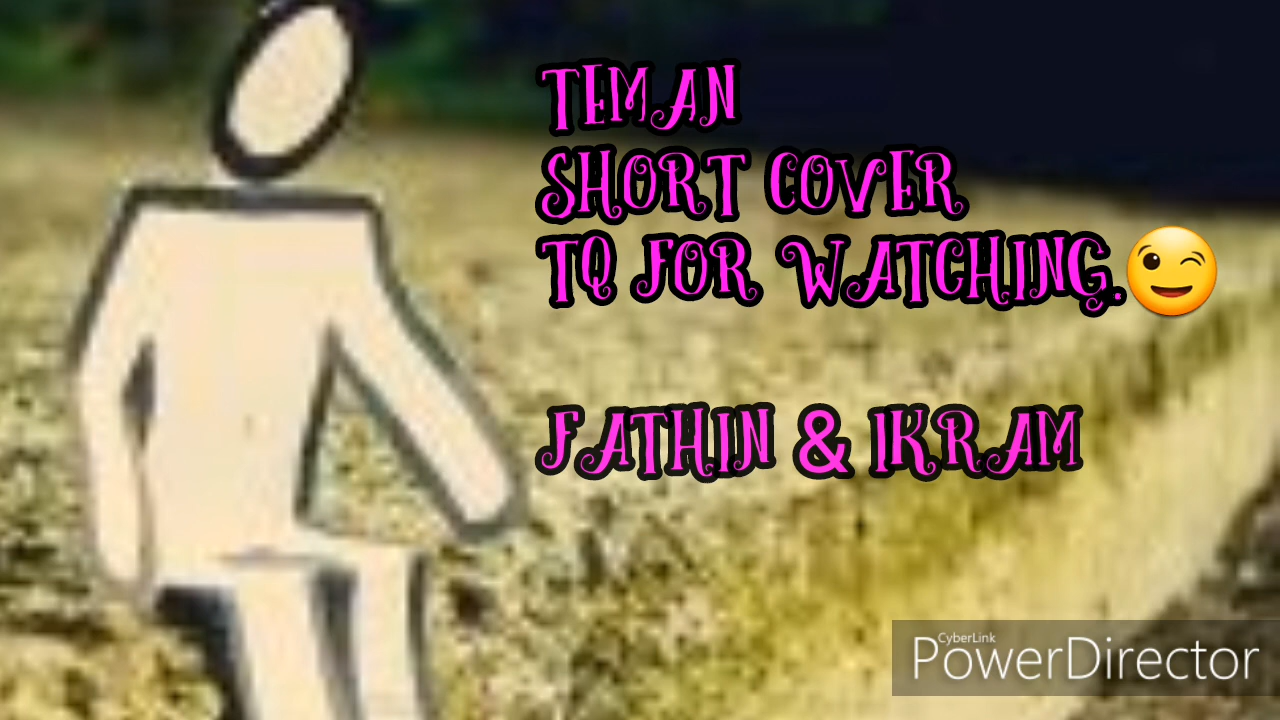 TEMAN
SHORT COVER
TQ FOR WATCHING.😉
FATHIN & IKRAM
CyberLink
PowerDirector